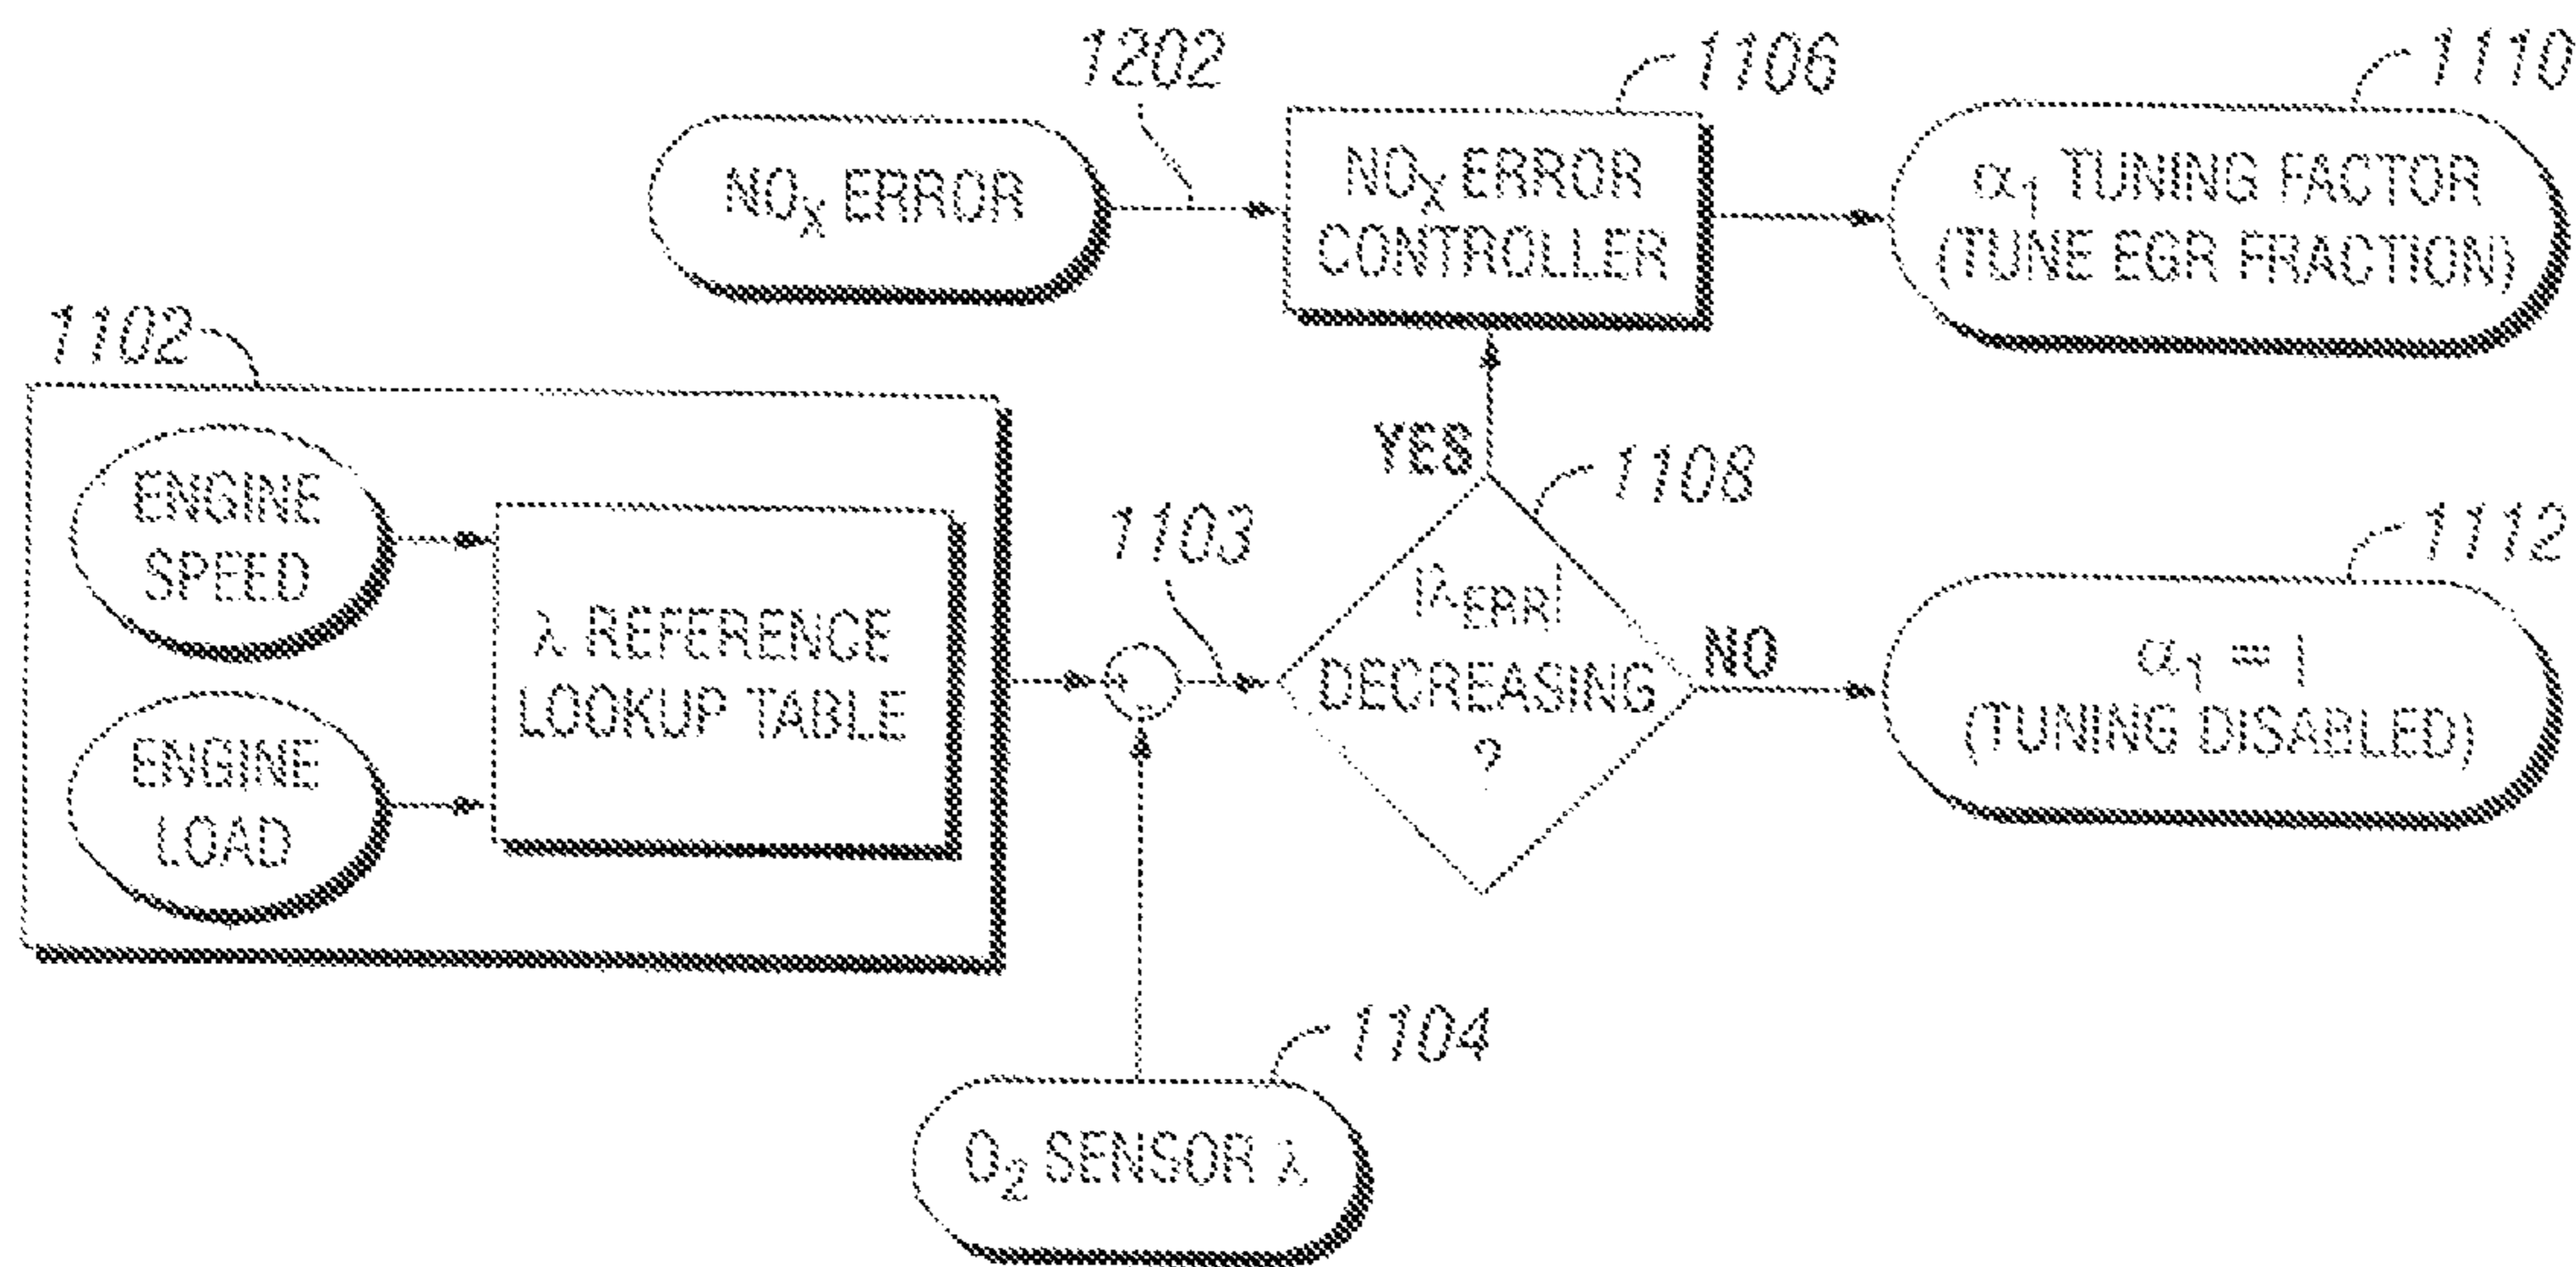 1202
1106
1110
NOX ERROR
NOX ERROR
CONTROLLER
α1 TUNING FACTOR
(TUNE EGR FRACTION)
1102
ENGINE
SPEED
ENGINE
LOAD
λ REFERENCE
LOOKUP TABLE
1103
YES
1108
|λERR|
DECREASING
?
NO
1112
α1 = 1
(TUNING DISABLED)
1104
O2 SENSOR λ